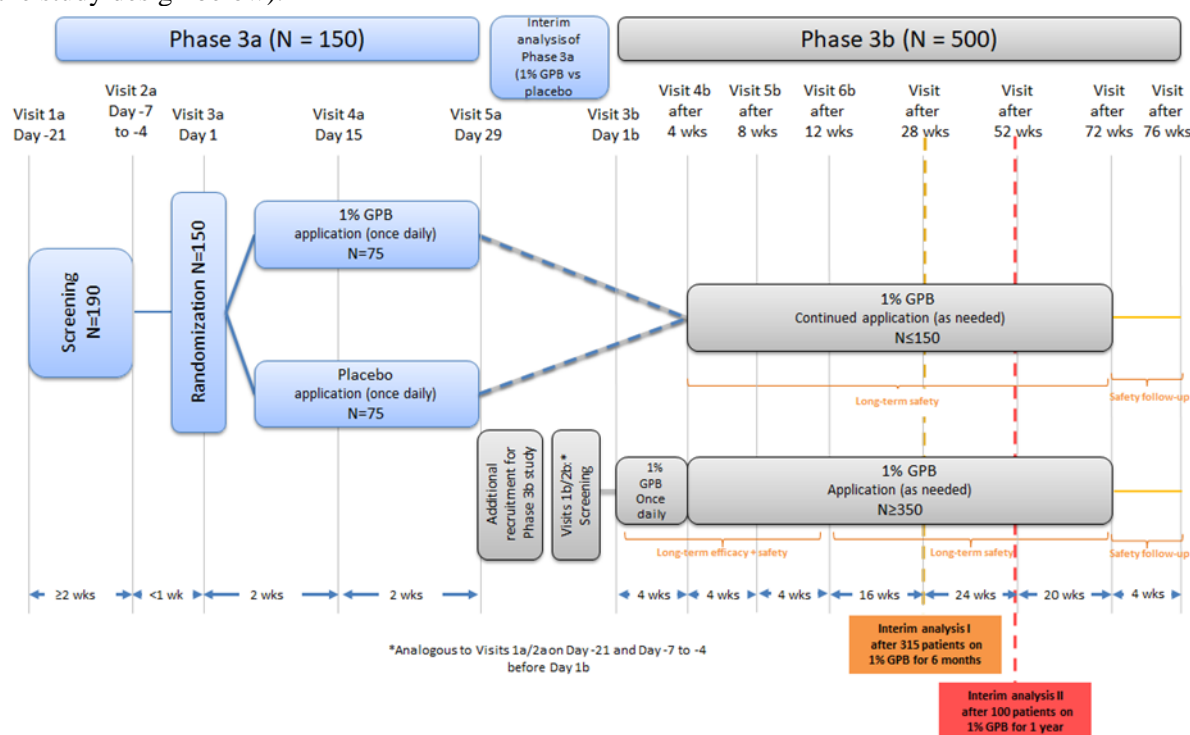 study design below).
Phase 3a (N = 150)
Interim
analysis of
Phase 3a
(1% GPB vs
placebo
Phase 3b (N = 500)
Visit 1a
Day -21
Visit 2a
Day -7
to -4
Visit 3a
Day 1
Visit 4a
Day 15
Visit 5a
Day 29
Visit 3b
Day 1b
Visit 4b
after
4 wks
Visit 5b
after
8 wks
Visit 6b
after
12 wks
Visit
after
28 wks
Visit
after
52 wks
Visit
after
72 wks
Visit
after
76 wks
Screening
N=190
Randomization N=150
1% GPB
application (once daily)
N=75
Placebo
application (once daily)
N=75
1% GPB
Continued application (as needed)
N≤150
Long-term safety
Safety follow-up
Additional
recruitment for
Phase 3b study
Visits 1b/2b:*
Screening
1%
GPB
Once
daily
1% GPB
Application (as needed)
N≥350
Long-term efficacy + safety
Long-term safety
Safety follow-up
≥2 wks
<1 wk
2 wks
2 wks
4 wks
4 wks
4 wks
16 wks
24 wks
20 wks
4 wks
*Analogous to Visits 1a/2a on Day -21 and Day -7 to -4
before Day 1b
Interim analysis I
after 315 patients on
1% GPB for 6 months
Interim analysis II
after 100 patients on
1% GPB for 1 year